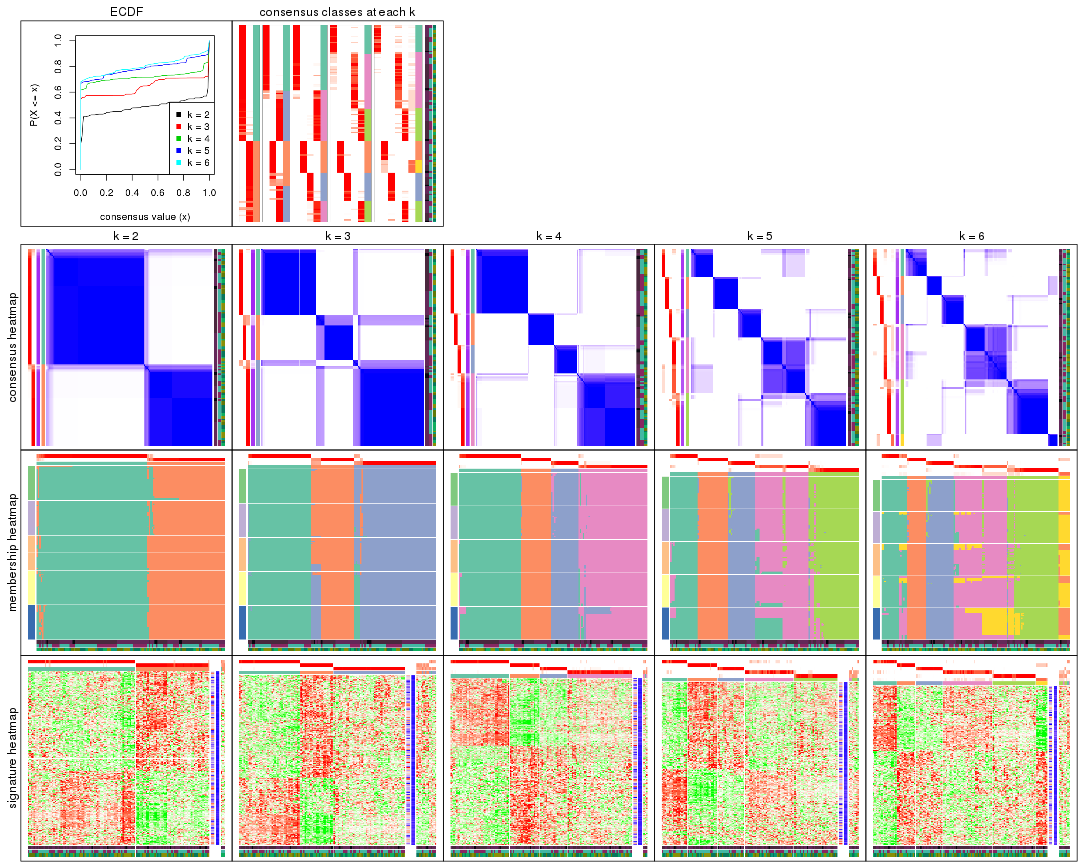 ECDF
consensus classes at each k
P(X <= x)
1.0
0.8
0.6
0.4
0.2
0.0
k = 2
k = 3
k = 4
k = 5
k = 6
0.0 0.2 0.4 0.6 0.8 1.0
consensus value (x)
k = 2
k = 3
k = 4
k = 5
k = 6
consensus heatmap
membership heatmap
signature heatmap